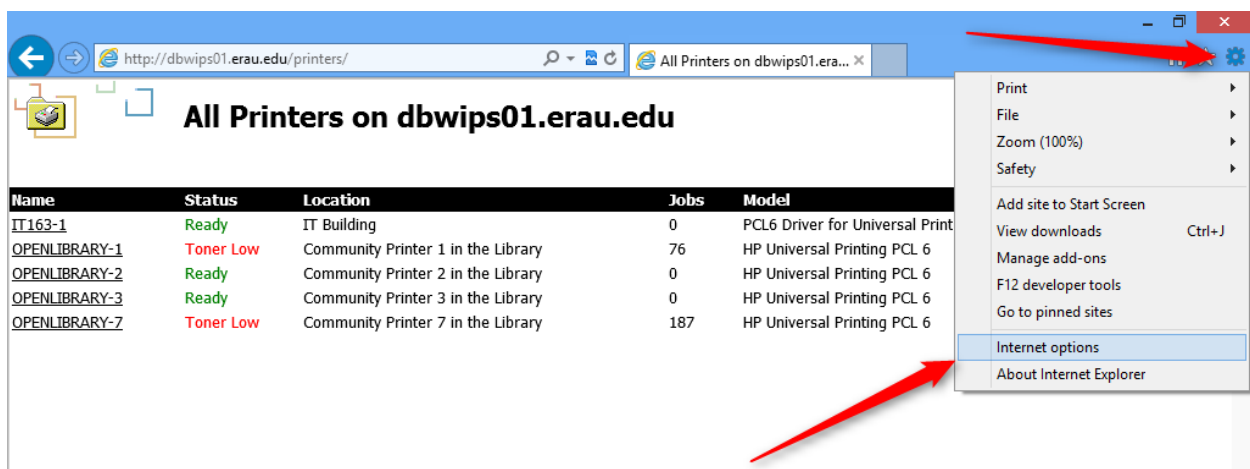 http://dbwips01.erau.edu/printers/
All Printers on dbwips01.era...
All Printers on dbwips01.erau.edu
Name Status Location Jobs Model
IT163-1 Ready IT Building 0 PCL6 Driver for Universal Print
OPENLIBRARY-1 Toner Low Community Printer 1 in the Library 76 HP Universal Printing PCL 6
OPENLIBRARY-2 Ready Community Printer 2 in the Library 0 HP Universal Printing PCL 6
OPENLIBRARY-3 Ready Community Printer 3 in the Library 0 HP Universal Printing PCL 6
OPENLIBRARY-7 Toner Low Community Printer 7 in the Library 187 HP Universal Printing PCL 6
Print
File
Zoom (100%)
Safety
Add site to Start Screen
View downloads Ctrl+J
Manage add-ons
F12 developer tools
Go to pinned sites
Internet options
About Internet Explorer